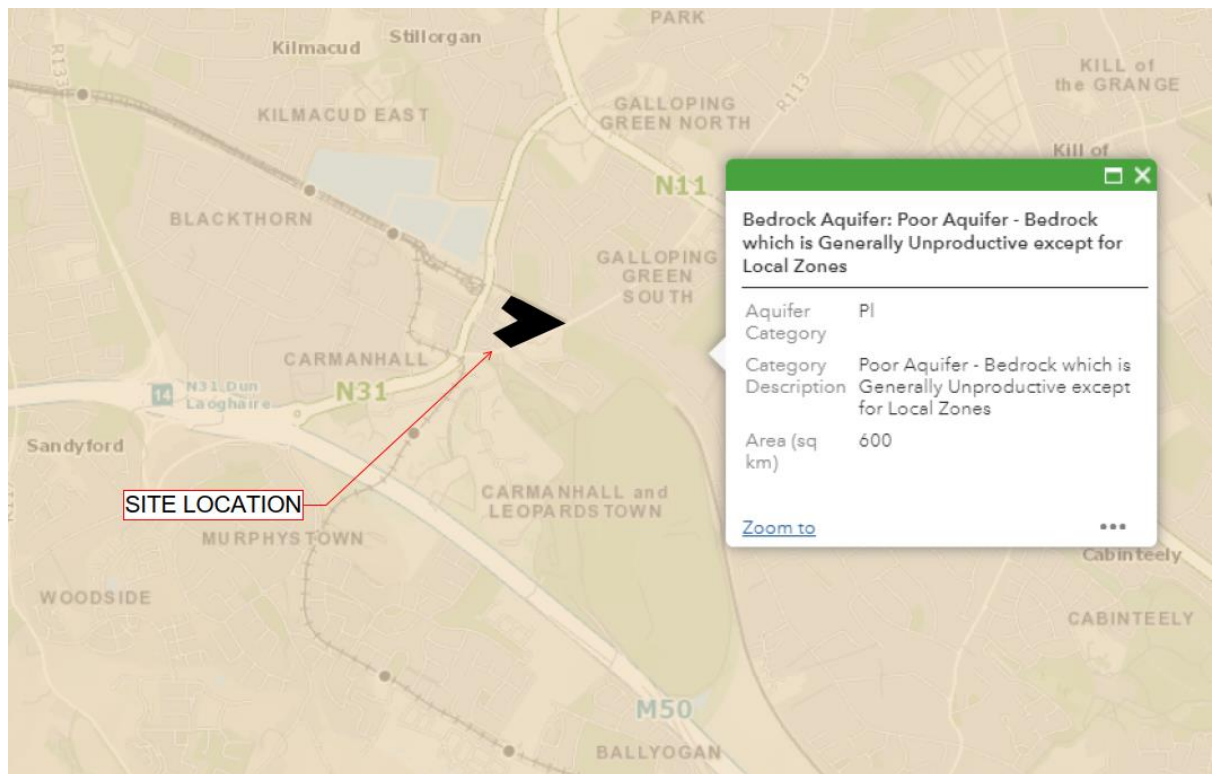 PARK
Stillorgan
Kilmacud
R133
KILL of
the GRANGE
KILMACUD EAST
GALLOPING
GREEN NORTH
R113
Kill of
N11
BLACKTHORN
GALLOPING
GREEN
SOUTH
CARMANHALL
14
N31 Dun
Laoghaire
N31
Sandyford
SITE LOCATION
CARMANHALL and
LEOPARDSTOWN
MURPHYSTOWN
WOODSIDE
M50
BALLYOGAN
Cabinteely
CABINTEELY
Bedrock Aquifer: Poor Aquifer - Bedrock
which is Generally Unproductive except for
Local Zones
Aquifer Pl
Category
Category Poor Aquifer - Bedrock which is
Description Generally Unproductive except
for Local Zones
Area (sq 600
km)
Zoom to